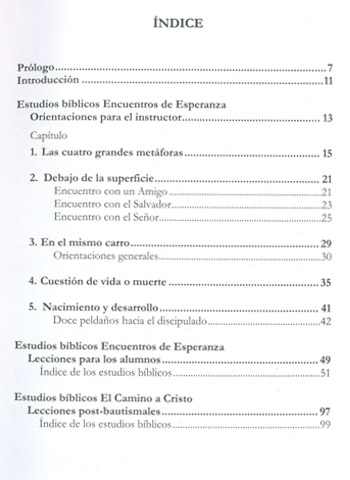 ÍNDICE
Prólogo....................................................................7
Introducción.............................................................11
Estudios bíblicos Encuentros de Esperanza
Orientaciones para el instructor..................................13
Capítulo
1. Las cuatro grandes metáforas..................................15
2. Debajo de la superficie............................................21
Encuentro con un Amigo............................................21
Encuentro con el Salvador..........................................23
Encuentro con el Señor..............................................25
3. En el mismo carro..................................................29
Orientaciones generales.............................................30
4. Cuestión de vida o muerte.......................................35
5. Nacimiento y desarrollo..........................................41
Doce peldaños hacia el discipulado.............................42
Estudios bíblicos Encuentros de Esperanza
Lecciones para los alumnos........................................49
Índice de los estudios bíblicos.....................................51
Estudios bíblicos El Camino a Cristo
Lecciones post-bautismales........................................97
Índice de los estudios bíblicos.....................................99